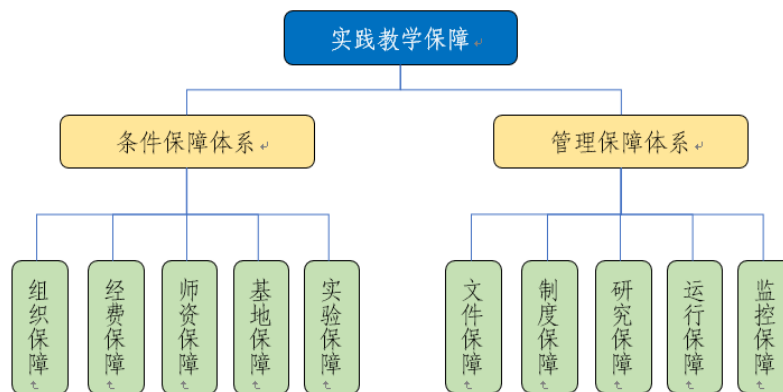 实践教学保障
条件保障体系
管理保障体系
组织保障
经费保障
师资保障
基地保障
实验保障
文件保障
制度保障
研究保障
运行保障
监控保障